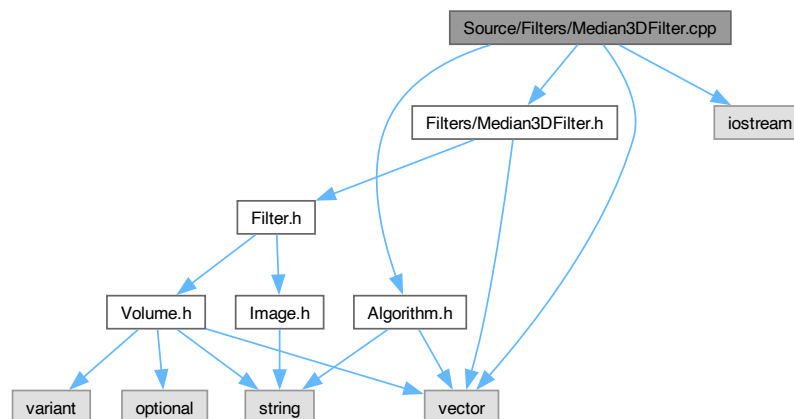 Source/Filters/Median3DFilter.cpp
Filters/Median3DFilter.h
iostream
Filter.h
Volume.h
Image.h
Algorithm.h
variant
optional
string
vector